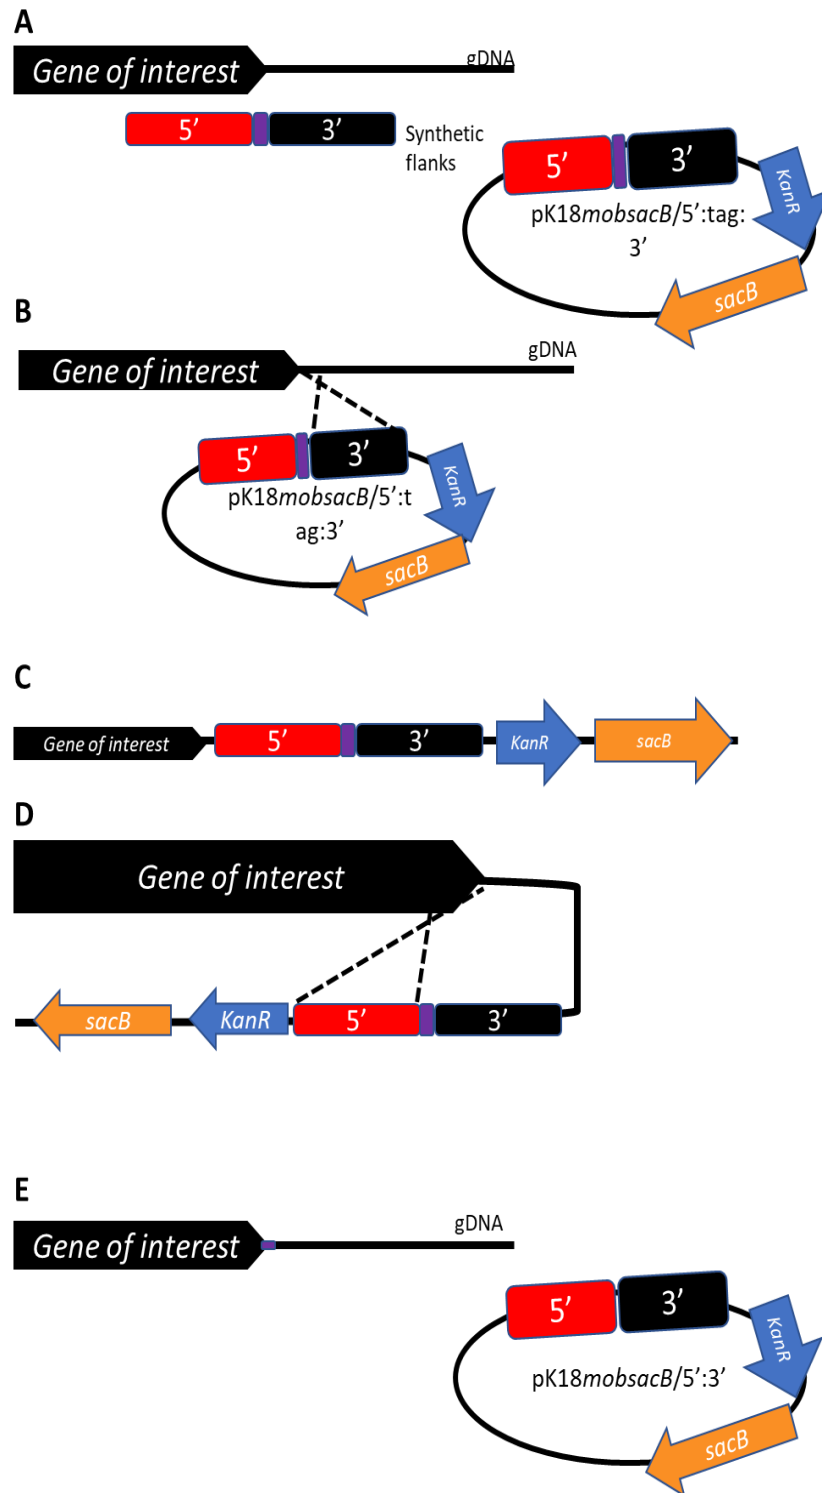 A
Gene of interest
gDNA
5’
3’
Synthetic
flanks
5’
3’
KanR
pK18mobsacB/5’:tag:
3’
sacB
B
gDNA
Gene of interest
5’
3’
KanR
pK18mobsacB/5’:t
ag:3’
sacB
C
Gene of interest
5’
3’
KanR
sacB
D
Gene of interest
sacB
KanR
5’
3’
E
gDNA
Gene of interest
5’
3’
KanR
pK18mobsacB/5’:3’
sacB